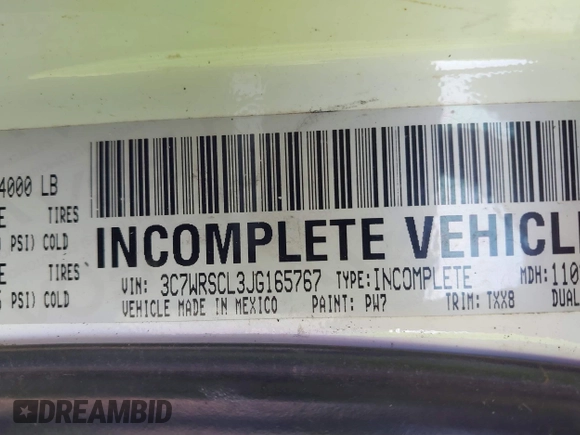 4000 LB
TIRES
PSI) COLD
INCOMPLETE VEHICL
TIRES
PSI) COLD
VIN: 3C7WRSCL3JG165767 TYPE: INCOMPLETE MDH: 110
VEHICLE MADE IN MEXICO PAINT: PW7 TRIM: TXX8 DUAL
DREAMBID